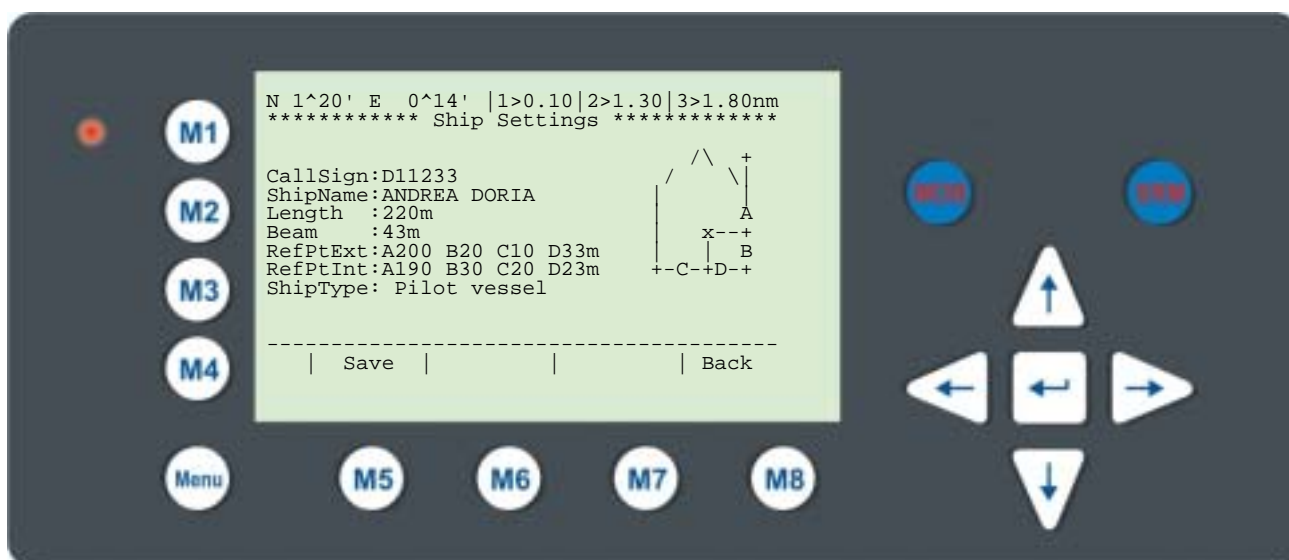 N 1^20' E 0^14' |1>0.10|2>1.30|3>1.80nm
************ Ship Settings *************
CallSign:D11233
ShipName:ANDREA DORIA
Length :220m
Beam :43m
RefPtExt:A200 B20 C10 D33m
RefPtInt:A190 B30 C20 D23m
ShipType: Pilot vessel
A
x--+
B
+-C-+D-+
| Save | | | Back
M1
M2
M3
M4
Menu
M5
M6
M7
M8